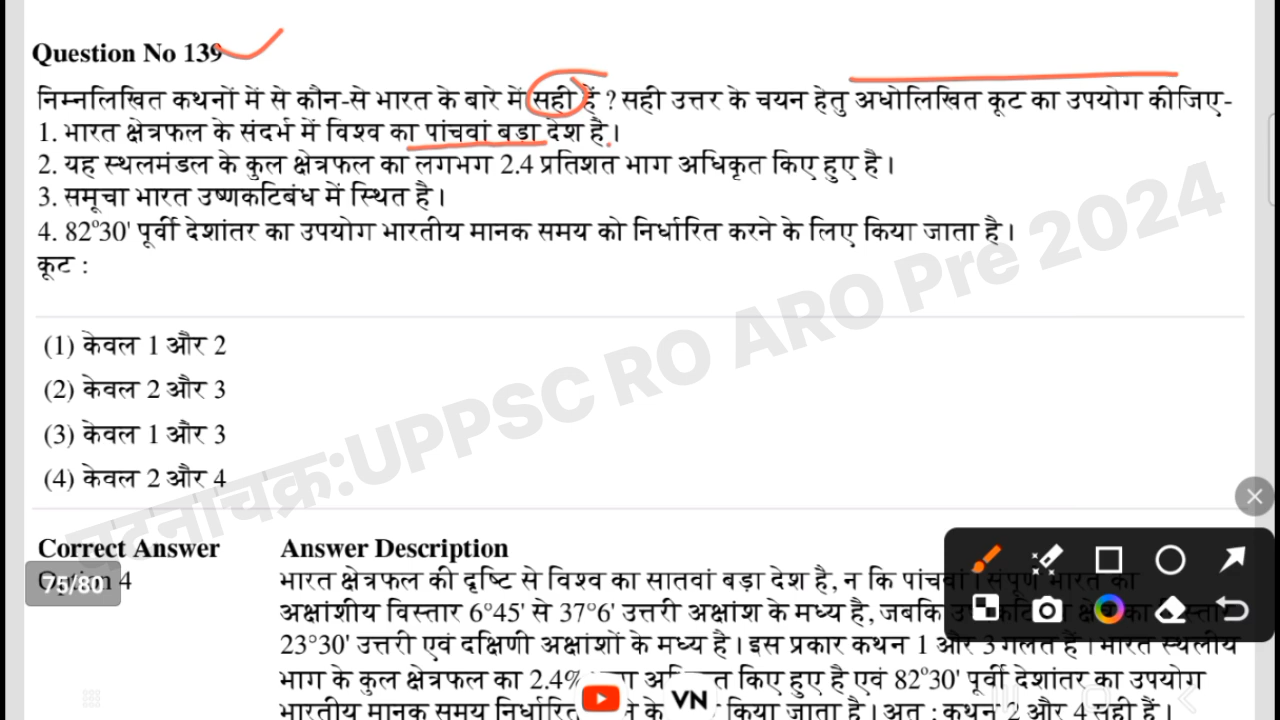 Question No 139
निम्नलिखित कथनों में से कौन-से भारत के बारे में सही हैं ? सही उत्तर के चयन हेतु अधोलिखित कूट का उपयोग कीजिए-
1. भारत क्षेत्रफल के संदर्भ में विश्व का पांचवां बड़ा देश है।
2. यह स्थलमंडल के कुल क्षेत्रफल का लगभग 2.4 प्रतिशत भाग अधिकृत किए हुए है।
3. समूचा भारत उष्णकटिबंध में स्थित है।
4. 82°30' पूर्वी देशांतर का उपयोग भारतीय मानक समय को निर्धारित करने के लिए किया जाता है।
कूट :
(1) केवल 1 और 2
(2) केवल 2 और 3
(3) केवल 1 और 3
(4) केवल 2 और 4
घटनाचक्र:UPPSC RO ARO Pre 2024
Correct Answer Answer Description
75/80 4 भारत क्षेत्रफल की दृष्टि से विश्व का सातवां बड़ा देश है, न कि पांचवां। संपूर्ण भारत का
अक्षांशीय विस्तार 6°45' से 37°6' उत्तरी अक्षांश के मध्य है, जबकि
23°30' उत्तरी एवं दक्षिणी अक्षांशों के मध्य है। इस प्रकार कथन 1 और 3 गलत हैं। भारत स्थलीय
भाग के कुल क्षेत्रफल का 2.4% किए हुए है एवं 82°30' पूर्वी देशांतर का उपयोग
VN
भारतीय मानक समय के किया जाता है। अत: कथन 2 और 4 सही हैं।